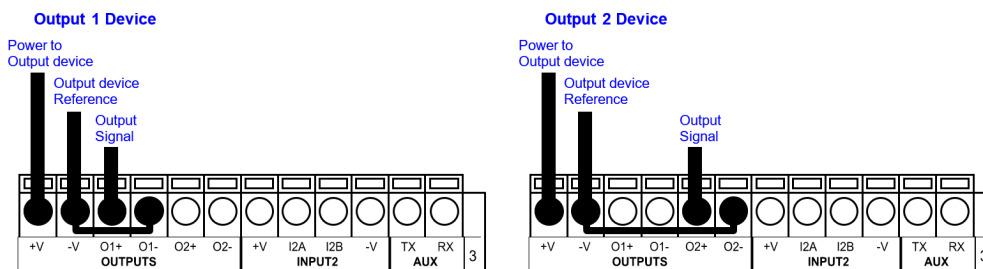 Output 1 Device
Power to
Output device
Output device
Reference
Output
Signal
+V -V O1+ O1- O2+ O2- +V I2A I2B -V TX RX
OUTPUTS INPUT2 AUX
3
Output 2 Device
Power to
Output device
Output device
Reference
Output
Signal
+V -V O1+ O1- O2+ O2- +V I2A I2B -V TX RX
OUTPUTS INPUT2 AUX
3